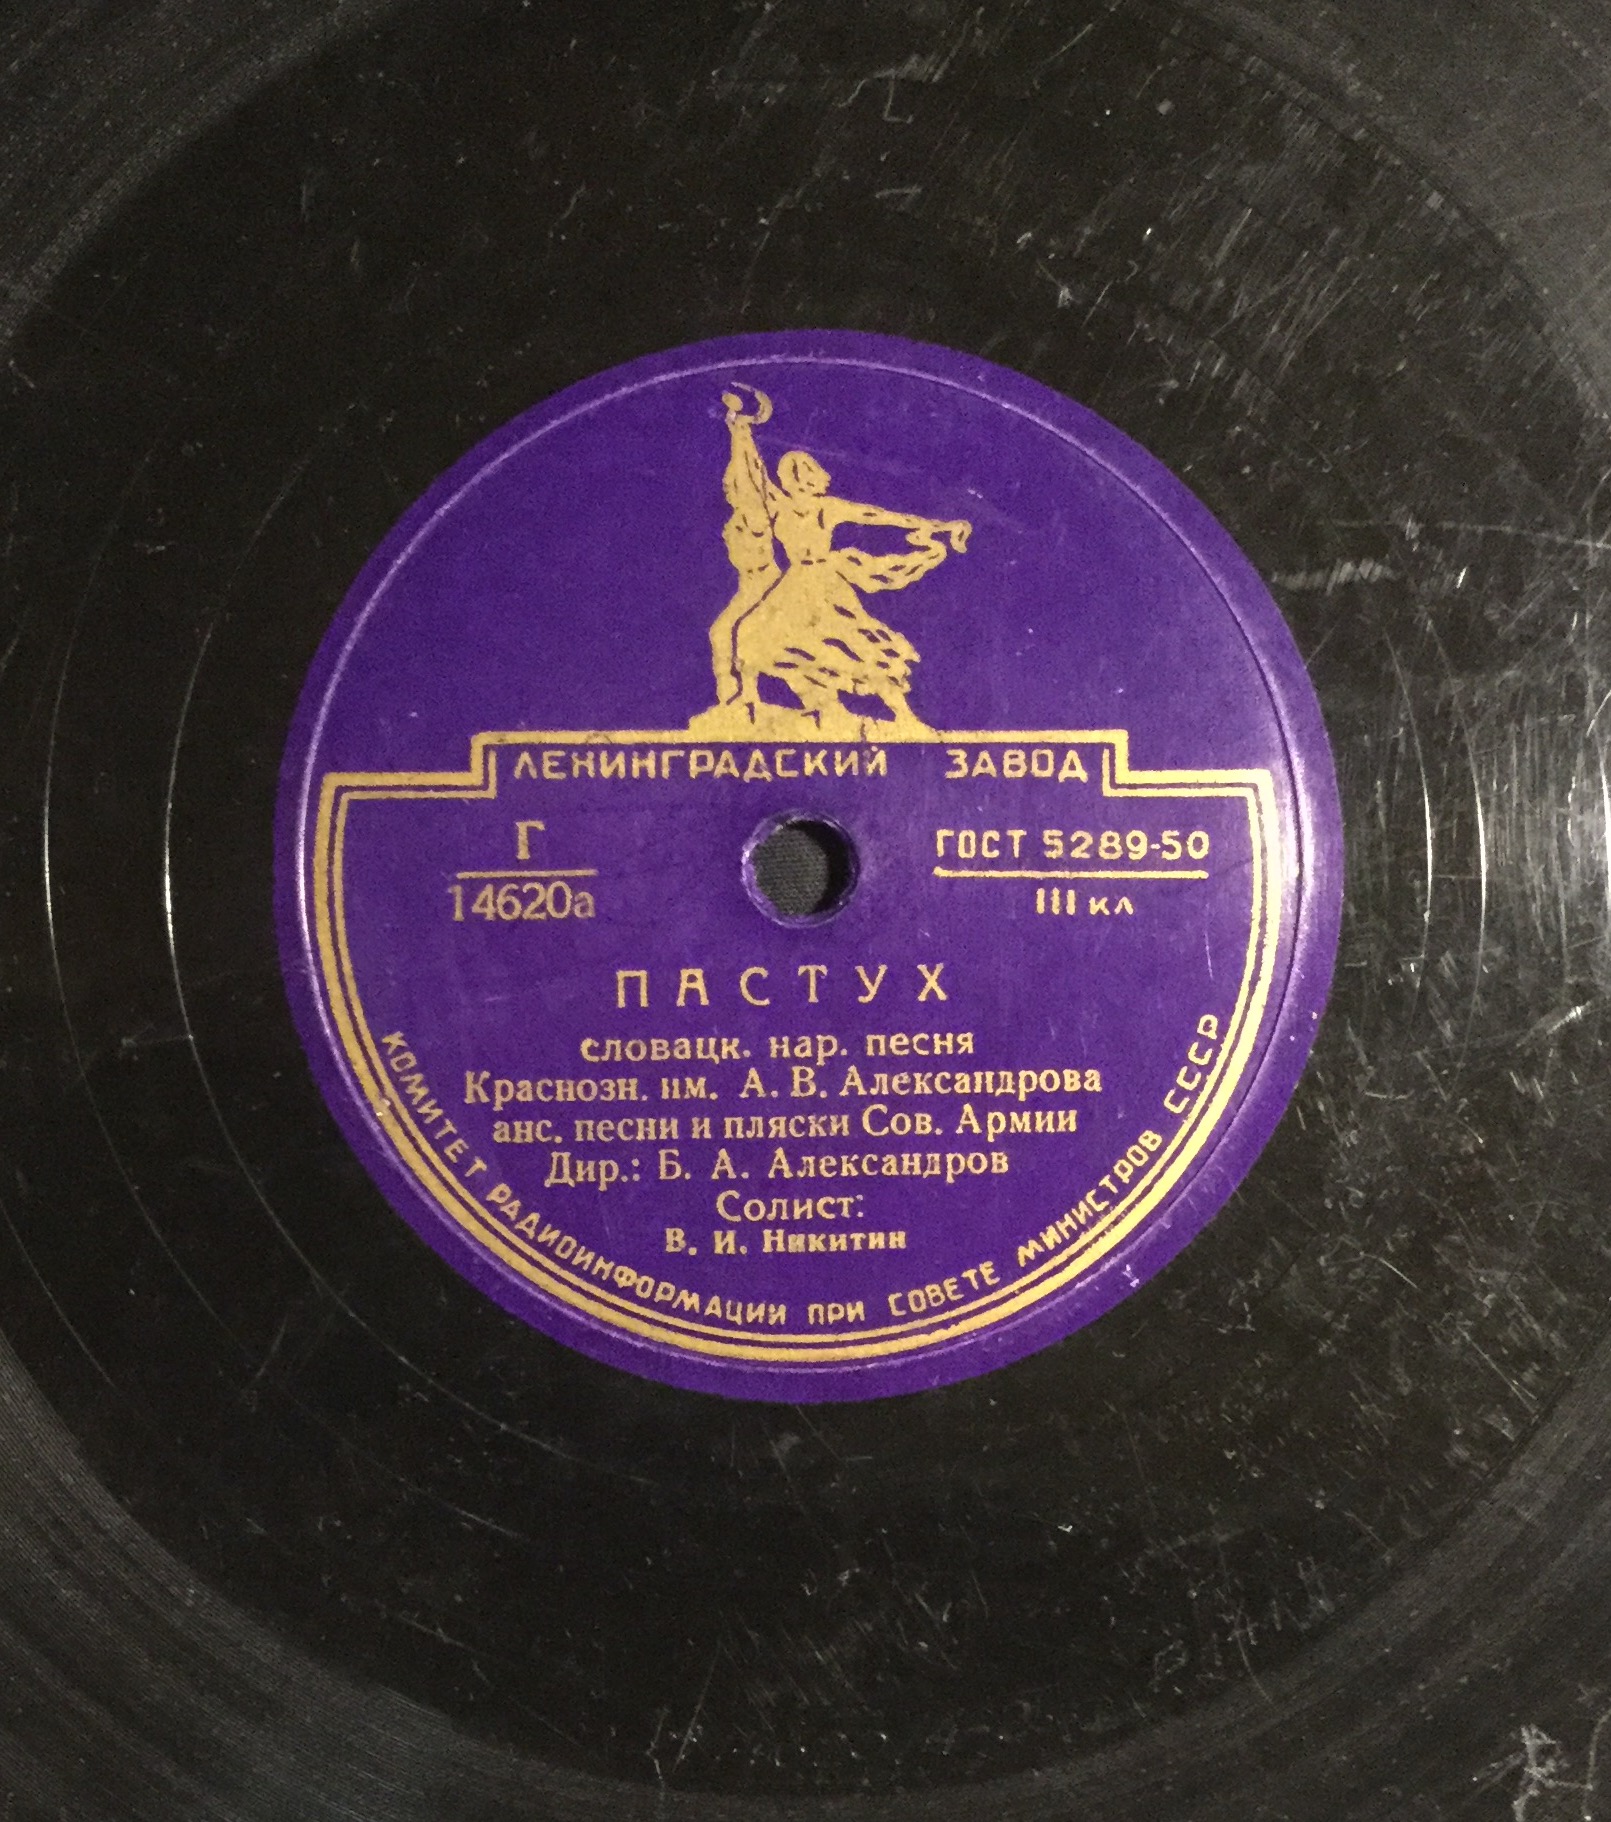 ЛЕНИНГРАДСКИЙ ЗАВОД
Г
14620а
ГОСТ 5289-50
III кл
ПАСТУХ
словацк. нар. песня
Краснозн. им. А. В. Александрова
анс. песни и пляски Сов. Армии
Дир.: Б. А. Александров
Солист:
В. И. Никитин
КОМИТЕТ РАДИОИНФОРМАЦИИ ПРИ СОВЕТЕ МИНИСТРОВ СССР